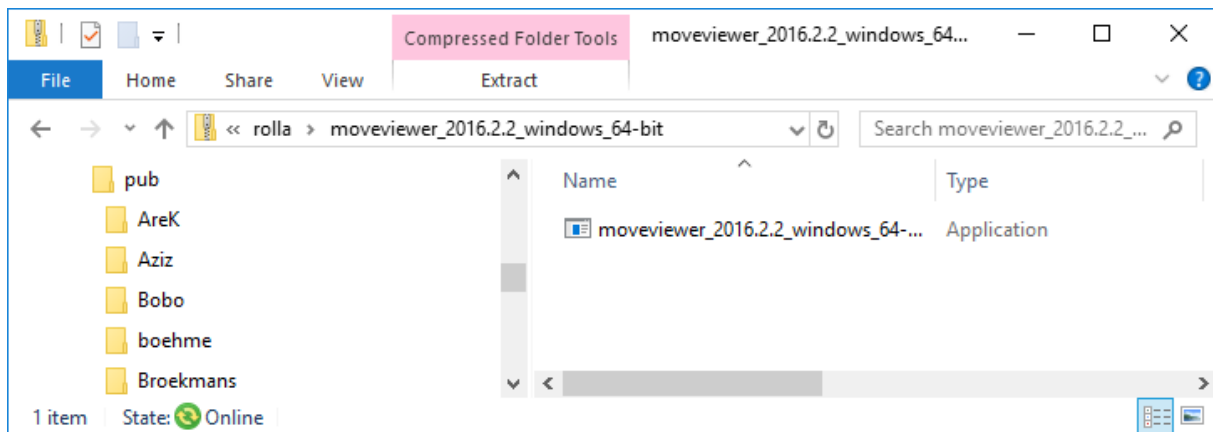 Compressed Folder Tools
moveviewer_2016.2.2_windows_64...
File
Home
Share
View
Extract
?
« rolla > moveviewer_2016.2.2_windows_64-bit
Search moveviewer_2016.2.2_...
pub
AreK
Aziz
Bobo
boehme
Broekmans
Name
Type
moveviewer_2016.2.2_windows_64-...
Application
1 item
State: Online